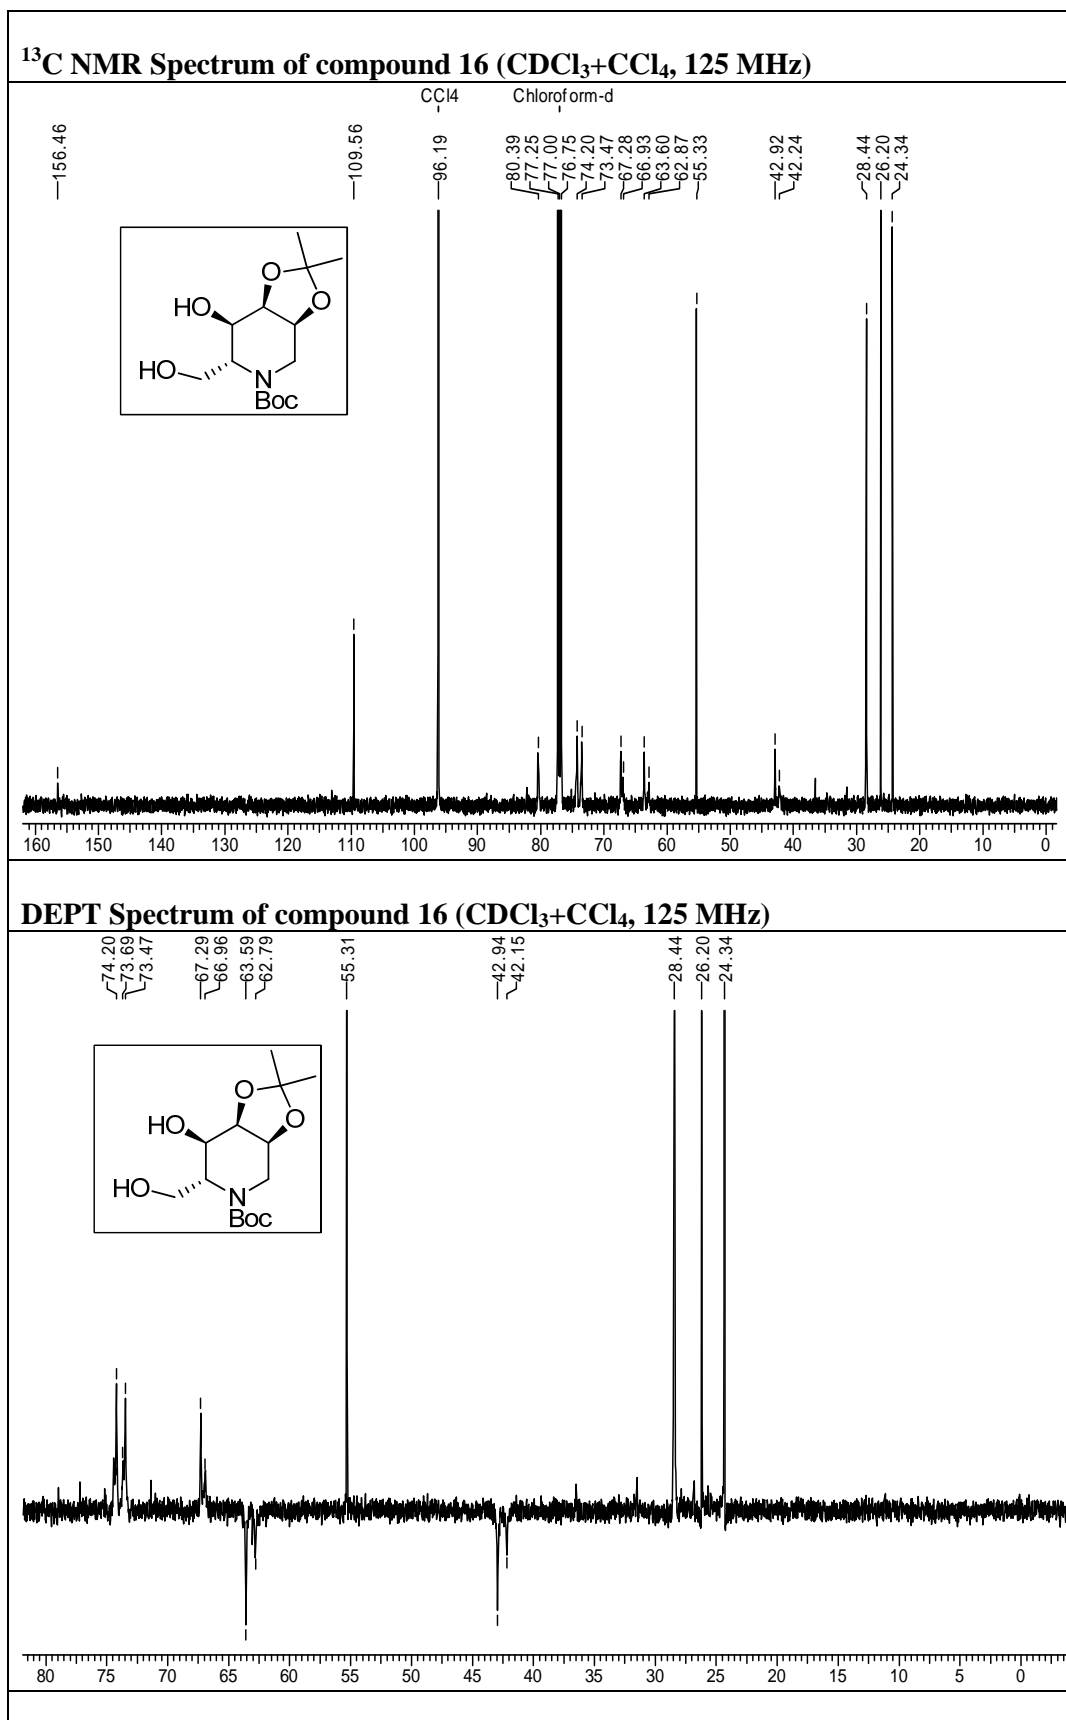 13C NMR Spectrum of compound 16 (CDCl3+CCl4, 125 MHz)
CCl4 Chloroform-d
156.46 109.56 96.19 80.39 77.25 77.00 76.75 74.20 73.47 67.28 66.93 63.60 62.87 55.33 42.92 42.24 28.44 26.20 24.34
O
HO O
HO N
Boc
160 150 140 130 120 110 100 90 80 70 60 50 40 30 20 10 0
DEPT Spectrum of compound 16 (CDCl3+CCl4, 125 MHz)
74.20 73.69 73.47 67.29 66.96 63.59 62.79 55.31 42.94 42.15 28.44 26.20 24.34
O
HO O
HO N
Boc
80 75 70 65 60 55 50 45 40 35 30 25 20 15 10 5 0